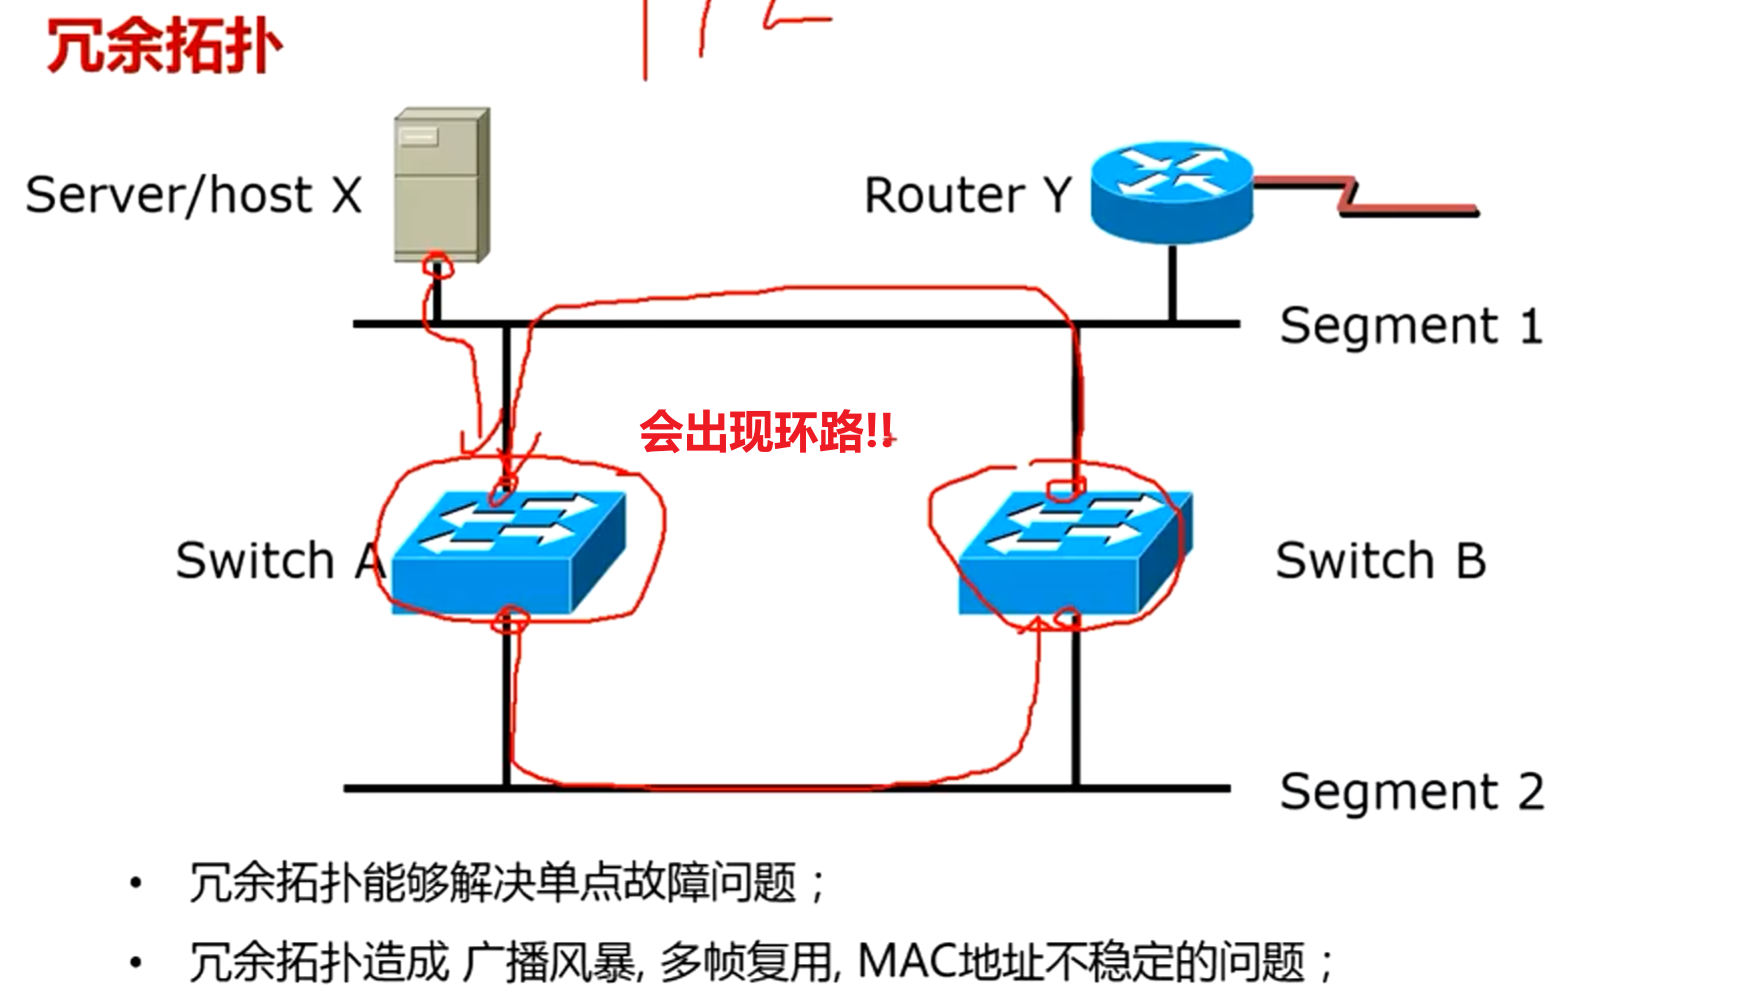 冗余拓扑
Server/host X
Router Y
Segment 1
会出现环路!!
Switch A
Switch B
Segment 2
• 冗余拓扑能够解决单点故障问题；
• 冗余拓扑造成 广播风暴, 多帧复用, MAC地址不稳定的问题；